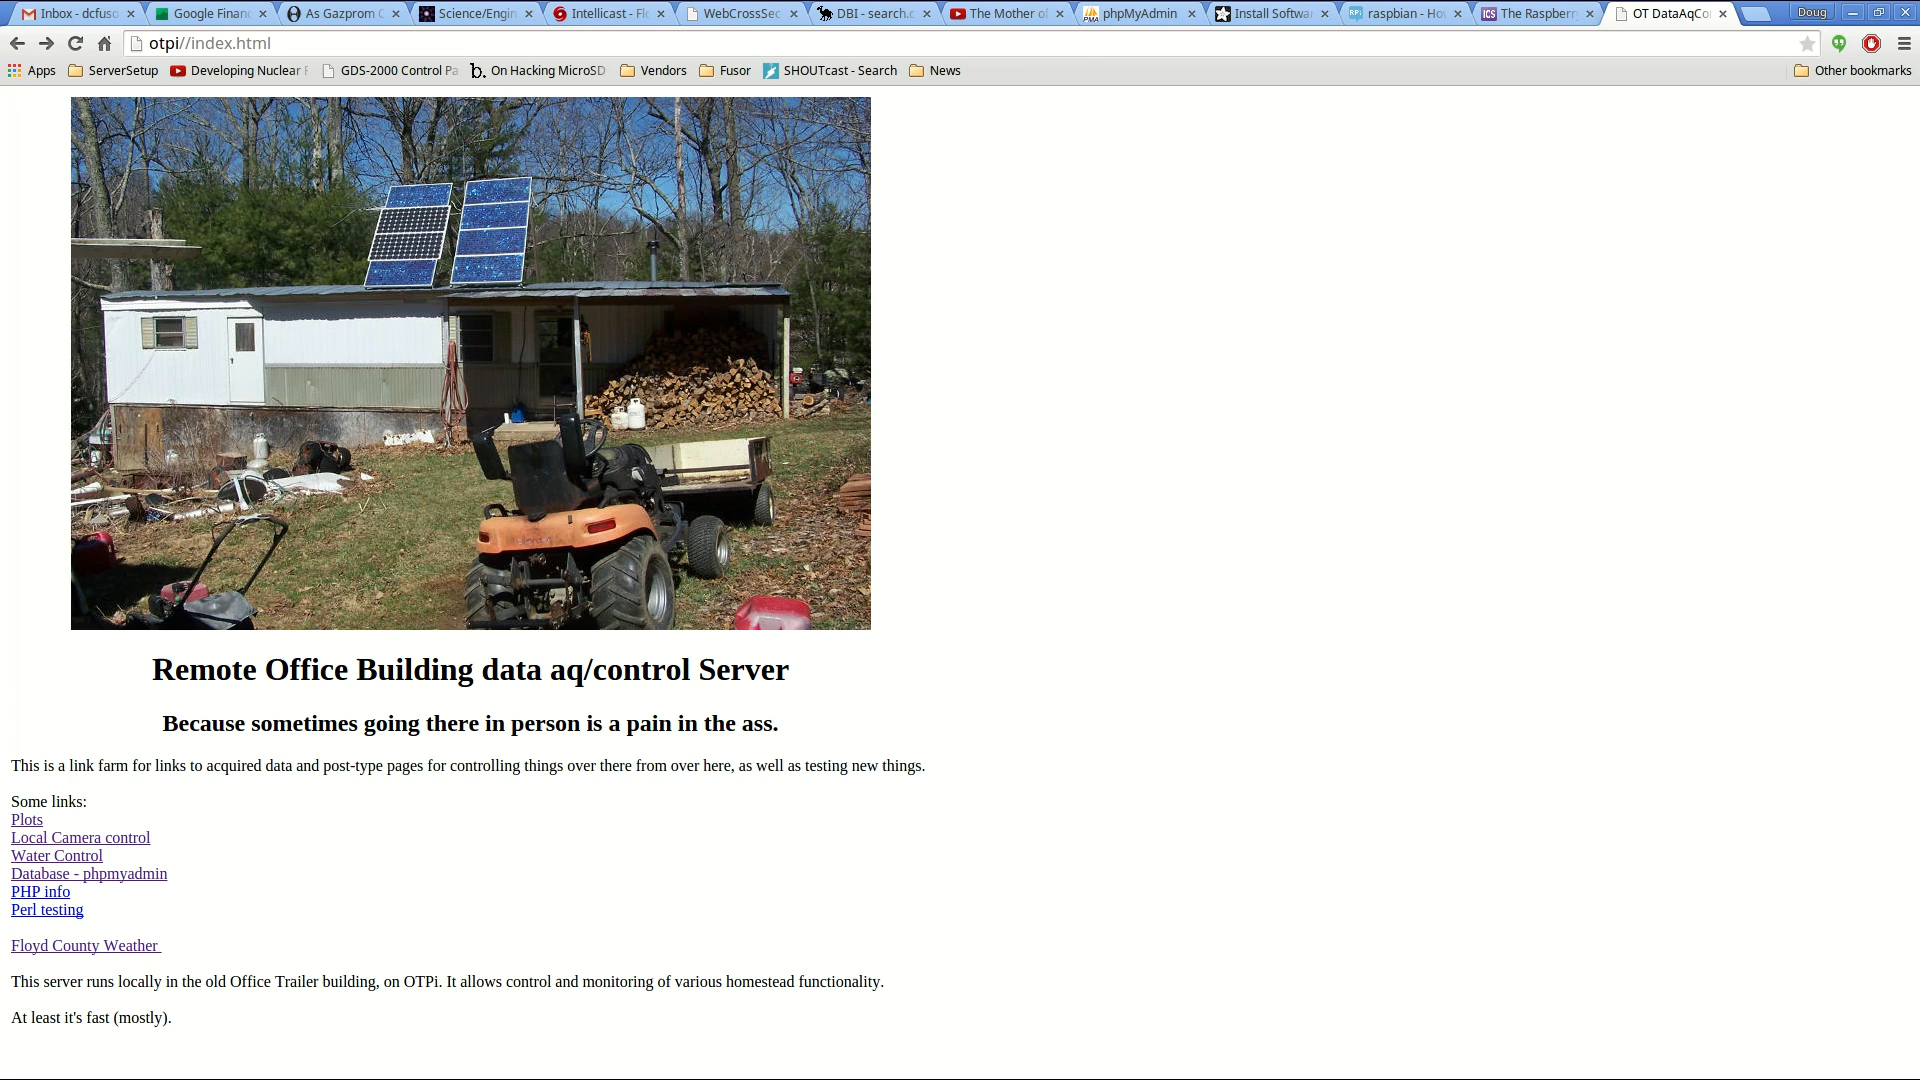 Inbox - dcfuso
Google Financ
As Gazprom C
Science/Engin
Intellicast - Fl
WebCrossSec
DBI - search.c
The Mother of
phpMyAdmin
Install Softwa
raspbian - Ho
The Raspberr
OT DataAqCo
Doug
otpi//index.html
Apps
ServerSetup
Developing Nuclear
GDS-2000 Control Pa
b. On Hacking MicroSD
Vendors
Fusor
SHOUTcast - Search
News
Other bookmarks
Remote Office Building data aq/control Server
Because sometimes going there in person is a pain in the ass.
This is a link farm for links to acquired data and post-type pages for controlling things over there from over here, as well as testing new things.
Some links:
Plots
Local Camera control
Water Control
Database - phpmyadmin
PHP info
Perl testing
Floyd County Weather
This server runs locally in the old Office Trailer building, on OTPi. It allows control and monitoring of various homestead functionality.
At least it's fast (mostly).